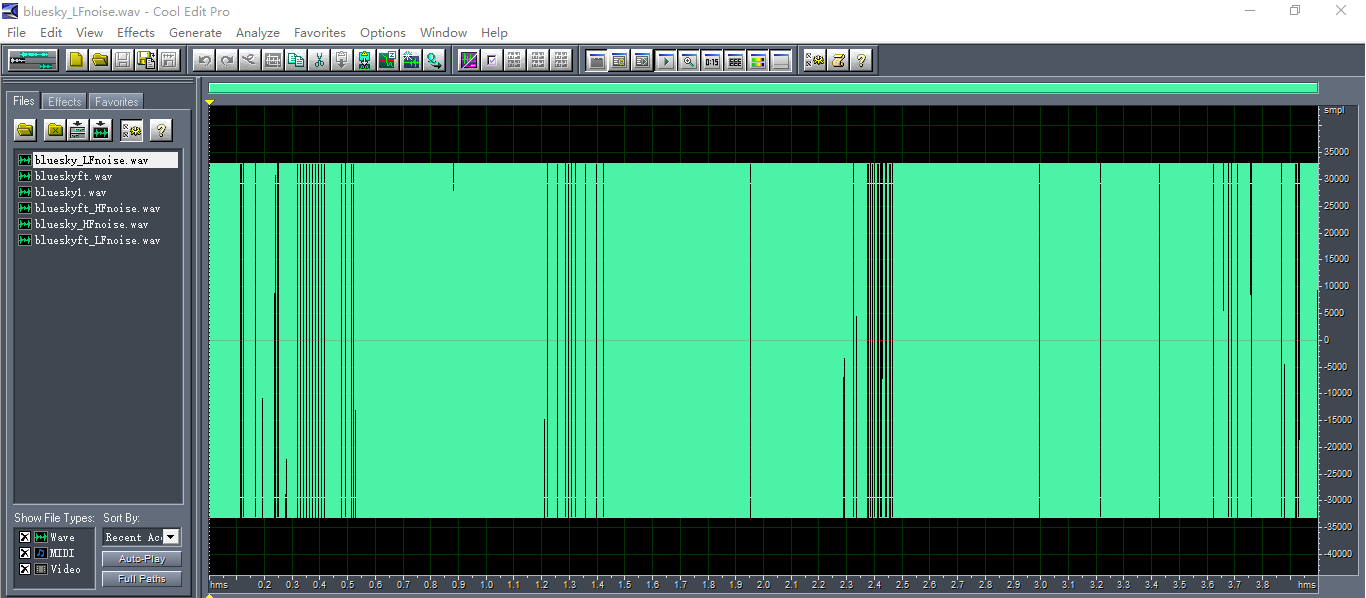 bluesky_LFnoise.wav - Cool Edit Pro
File Edit View Effects Generate Analyze Favorites Options Window Help
0:15
Files Effects Favorites
bluesky_LFnoise.wav
blueskyft.wav
bluesky1.wav
blueskyft_HFnoise.wav
bluesky_HFnoise.wav
blueskyft_LFnoise.wav
Show File Types: Sort By:
Wave
MIDI
Video
Recent Ac
Auto-Play
Full Paths
smpl
35000
30000
25000
20000
15000
10000
5000
0
-5000
-10000
-15000
-20000
-25000
-30000
-35000
-40000
hms 0.2 0.3 0.4 0.5 0.6 0.7 0.8 0.9 1.0 1.1 1.2 1.3 1.4 1.5 1.6 1.7 1.8 1.9 2.0 2.1 2.2 2.3 2.4 2.5 2.6 2.7 2.8 2.9 3.0 3.1 3.2 3.3 3.4 3.5 3.6 3.7 3.8 hms